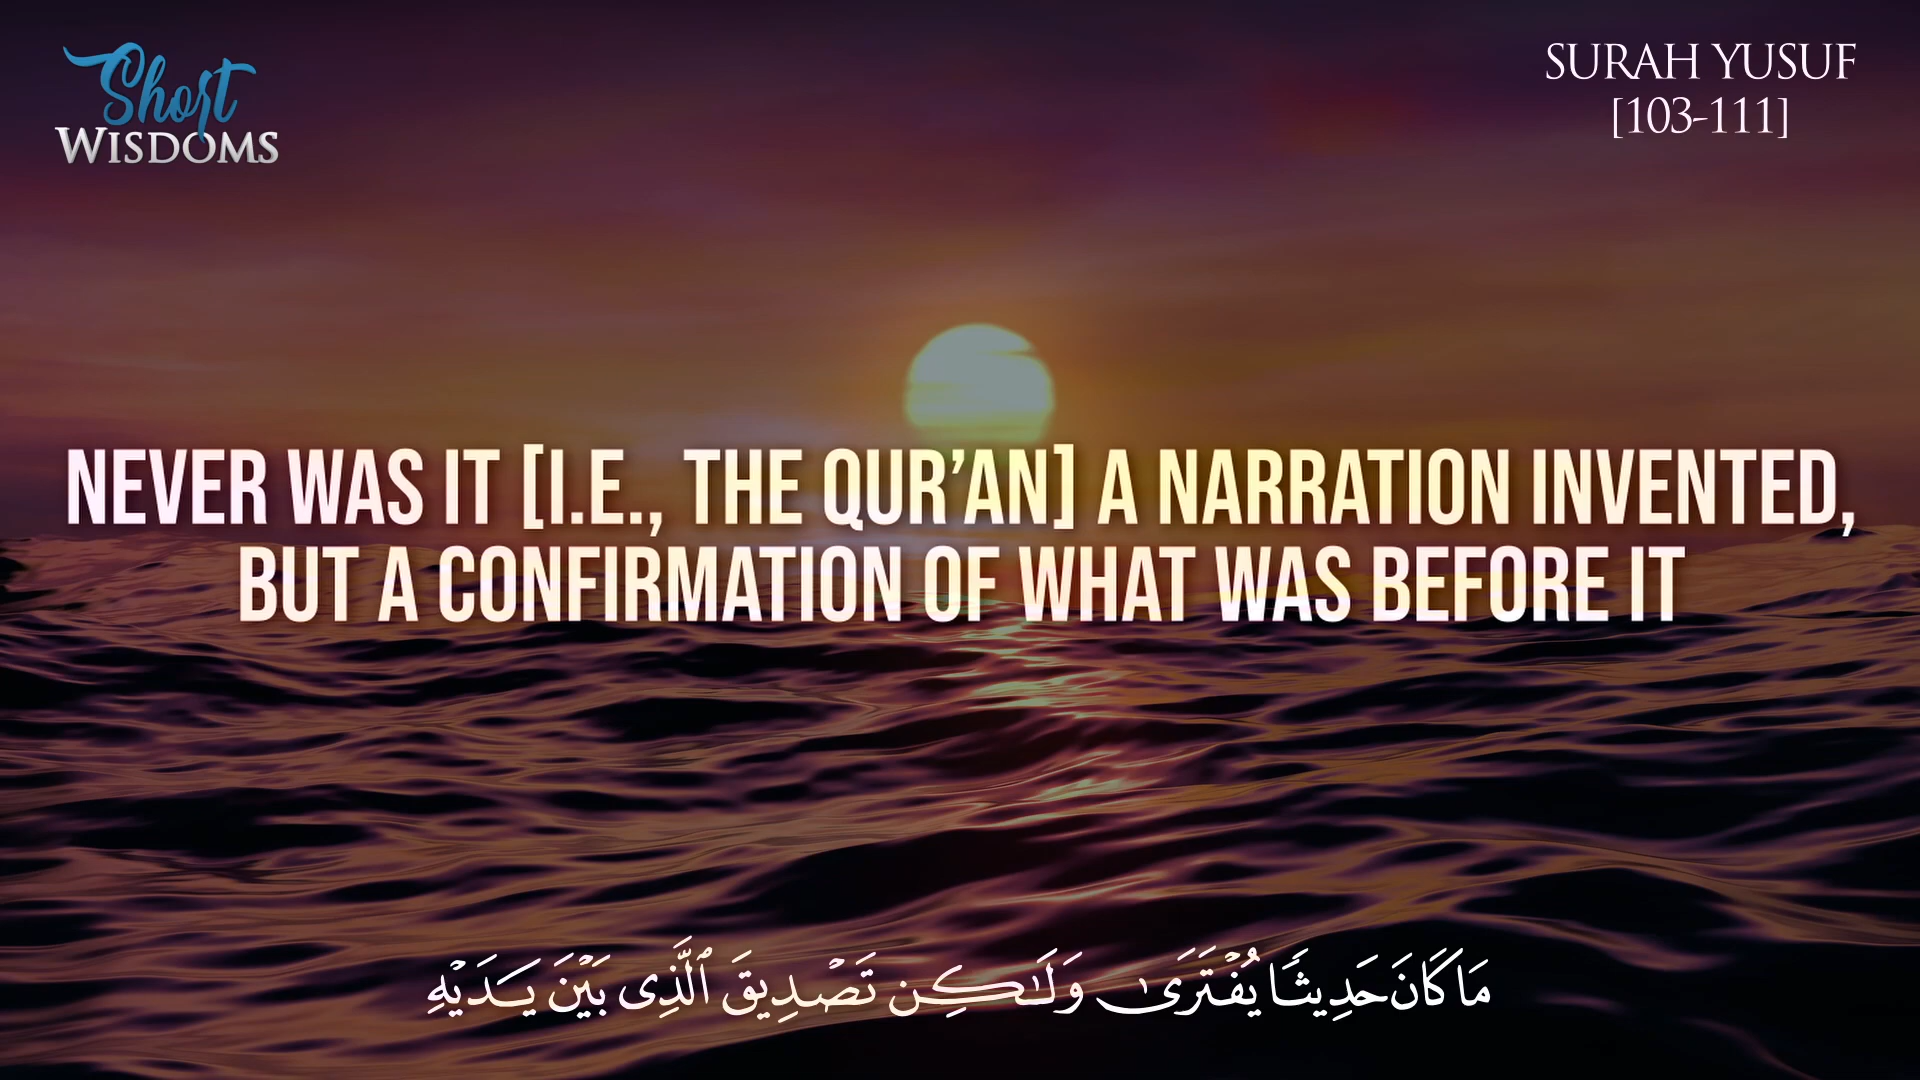 Short
WISDOMS
SURAH YUSUF
[103-111]
NEVER WAS IT [I.E., THE QUR’AN] A NARRATION INVENTED,
BUT A CONFIRMATION OF WHAT WAS BEFORE IT
مَا كَانَ حَدِيثًا يُفْتَرَىٰ وَلَـٰكِن تَصْدِيقَ ٱلَّذِى بَيْنَ يَدَيْهِ